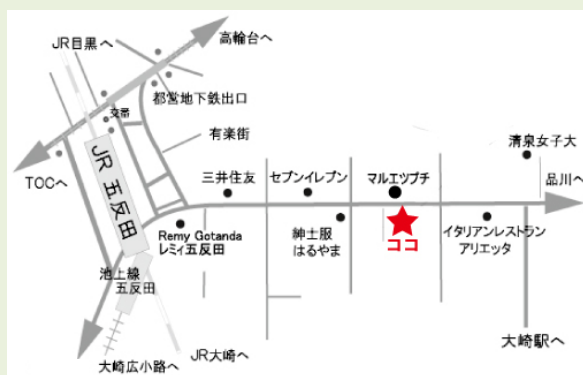 JR目黒へ
高輪台へ
都営地下鉄出口
交番
有楽街
清泉女子大
TOCへ
JR 五反田
三井住友
セブンイレブン
マルエツプチ
品川へ
Remy Gotanda
レミィ五反田
紳士服
はるやま
ココ
イタリアンレストラン
アリエッタ
池上線
五反田
大崎広小路へ
JR大崎へ
大崎駅へ